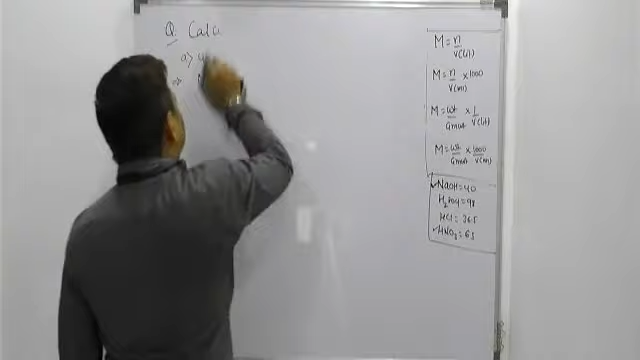 Q. Calcu
a>
⇒
M = n/V(lit)
M = n/V(ml) × 1000
M = wt/Gmwt × 1/V(lit)
M = wt/Gmwt × 1000/V(ml)
✓NaOH = 40
H₂SO₄ = 98
HCl = 36.5
✓HNO₃ = 63